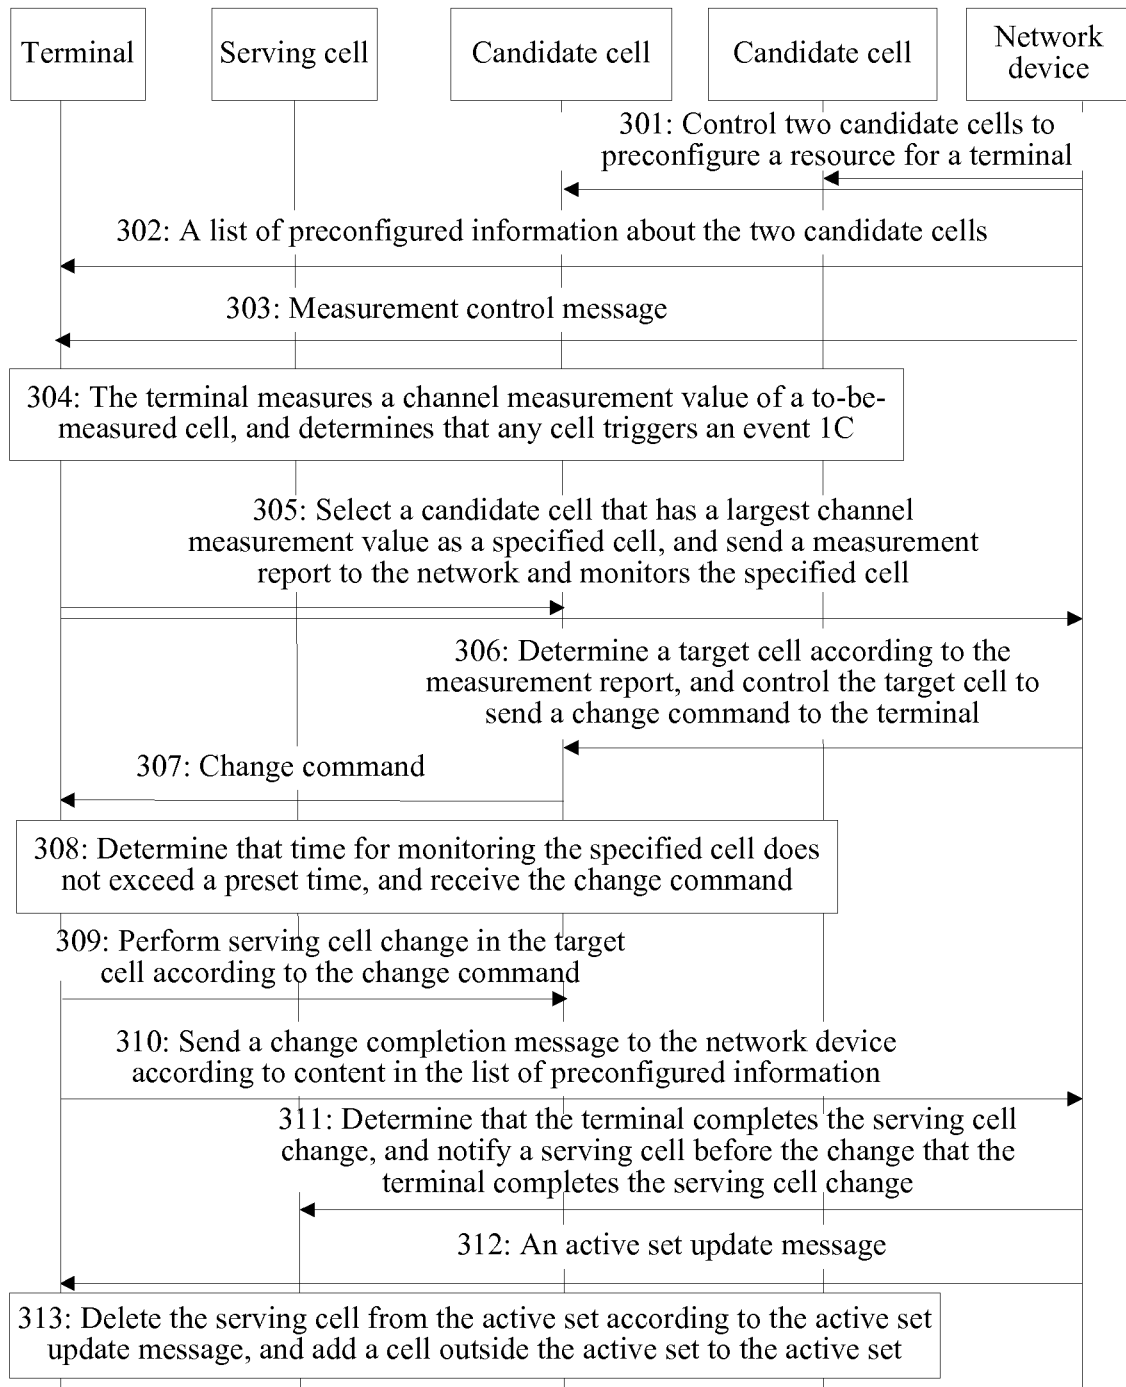 Terminal
Serving cell
Candidate cell
Candidate cell
Network
device
301: Control two candidate cells to
preconfigure a resource for a terminal
302: A list of preconfigured information about the two candidate cells
303: Measurement control message
304: The terminal measures a channel measurement value of a to-be-
measured cell, and determines that any cell triggers an event 1C
305: Select a candidate cell that has a largest channel
measurement value as a specified cell, and send a measurement
report to the network and monitors the specified cell
306: Determine a target cell according to the
measurement report, and control the target cell to
send a change command to the terminal
307: Change command
308: Determine that time for monitoring the specified cell does
not exceed a preset time, and receive the change command
309: Perform serving cell change in the target
cell according to the change command
310: Send a change completion message to the network device
according to content in the list of preconfigured information
311: Determine that the terminal completes the serving cell
change, and notify a serving cell before the change that the
terminal completes the serving cell change
312: An active set update message
313: Delete the serving cell from the active set according to the active set
update message, and add a cell outside the active set to the active set